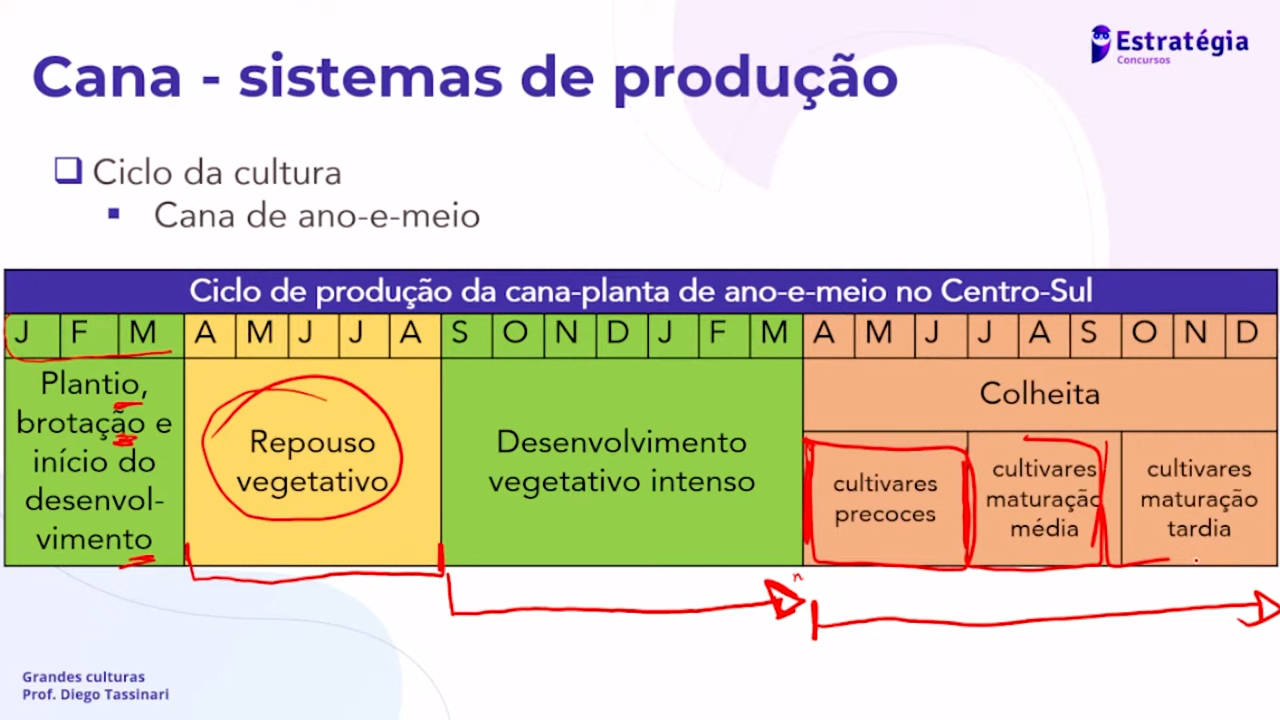 Estratégia
Concursos
Cana - sistemas de produção
Ciclo da cultura
Cana de ano-e-meio
Ciclo de produção da cana-planta de ano-e-meio no Centro-Sul
J F M A M J J A S O N D J F M A M J J A S O N D
Plantio,
brotação e
início do
desenvol-
vimento
Repouso
vegetativo
Desenvolvimento
vegetativo intenso
Colheita
cultivares
precoces
cultivares
maturação
média
cultivares
maturação
tardia
Grandes culturas
Prof. Diego Tassinari